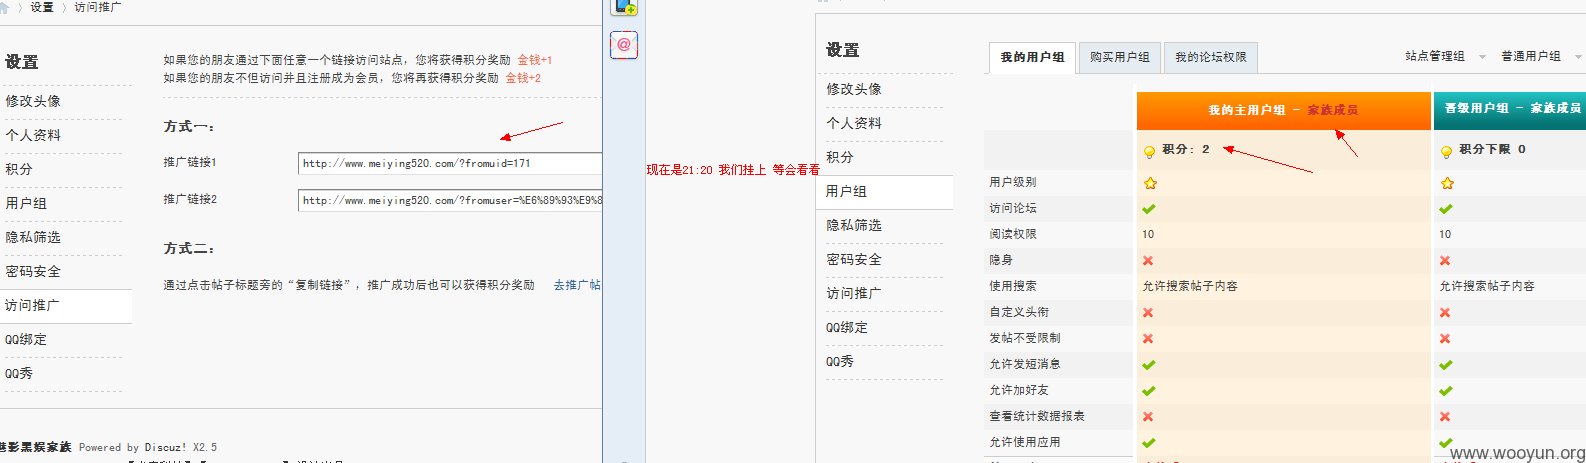 设置 〉 访问推广
设置
修改头像
个人资料
积分
用户组
隐私筛选
密码安全
访问推广
QQ绑定
QQ秀
如果您的朋友通过下面任意一个链接访问站点，您将获得积分奖励 金钱+1
如果您的朋友不但访问并且注册成为会员，您将再获得积分奖励 金钱+2
方式一：
推广链接1
http://www.meiying520.com/?fromuid=171
推广链接2
http://www.meiying520.com/?fromuser=%E6%89%93%E9%8
方式二：
通过点击帖子标题旁的“复制链接”，推广成功后也可以获得积分奖励 去推广帖
影黑娱家族 Powered by Discuz! X2.5
现在是21:20 我们挂上 等会看看
设置
修改头像
个人资料
积分
用户组
隐私筛选
密码安全
访问推广
QQ绑定
QQ秀
我的用户组 购买用户组 我的论坛权限 站点管理组 普通用户组
我的主用户组 - 家族成员 晋级用户组 - 家族成员
积分: 2 积分下限 0
用户级别
访问论坛
阅读权限 10 10
隐身
使用搜索 允许搜索帖子内容 允许搜索帖子内容
自定义头衔
发帖不受限制
允许发短消息
允许加好友
查看统计数据报表
允许使用应用
www.wooyun.org